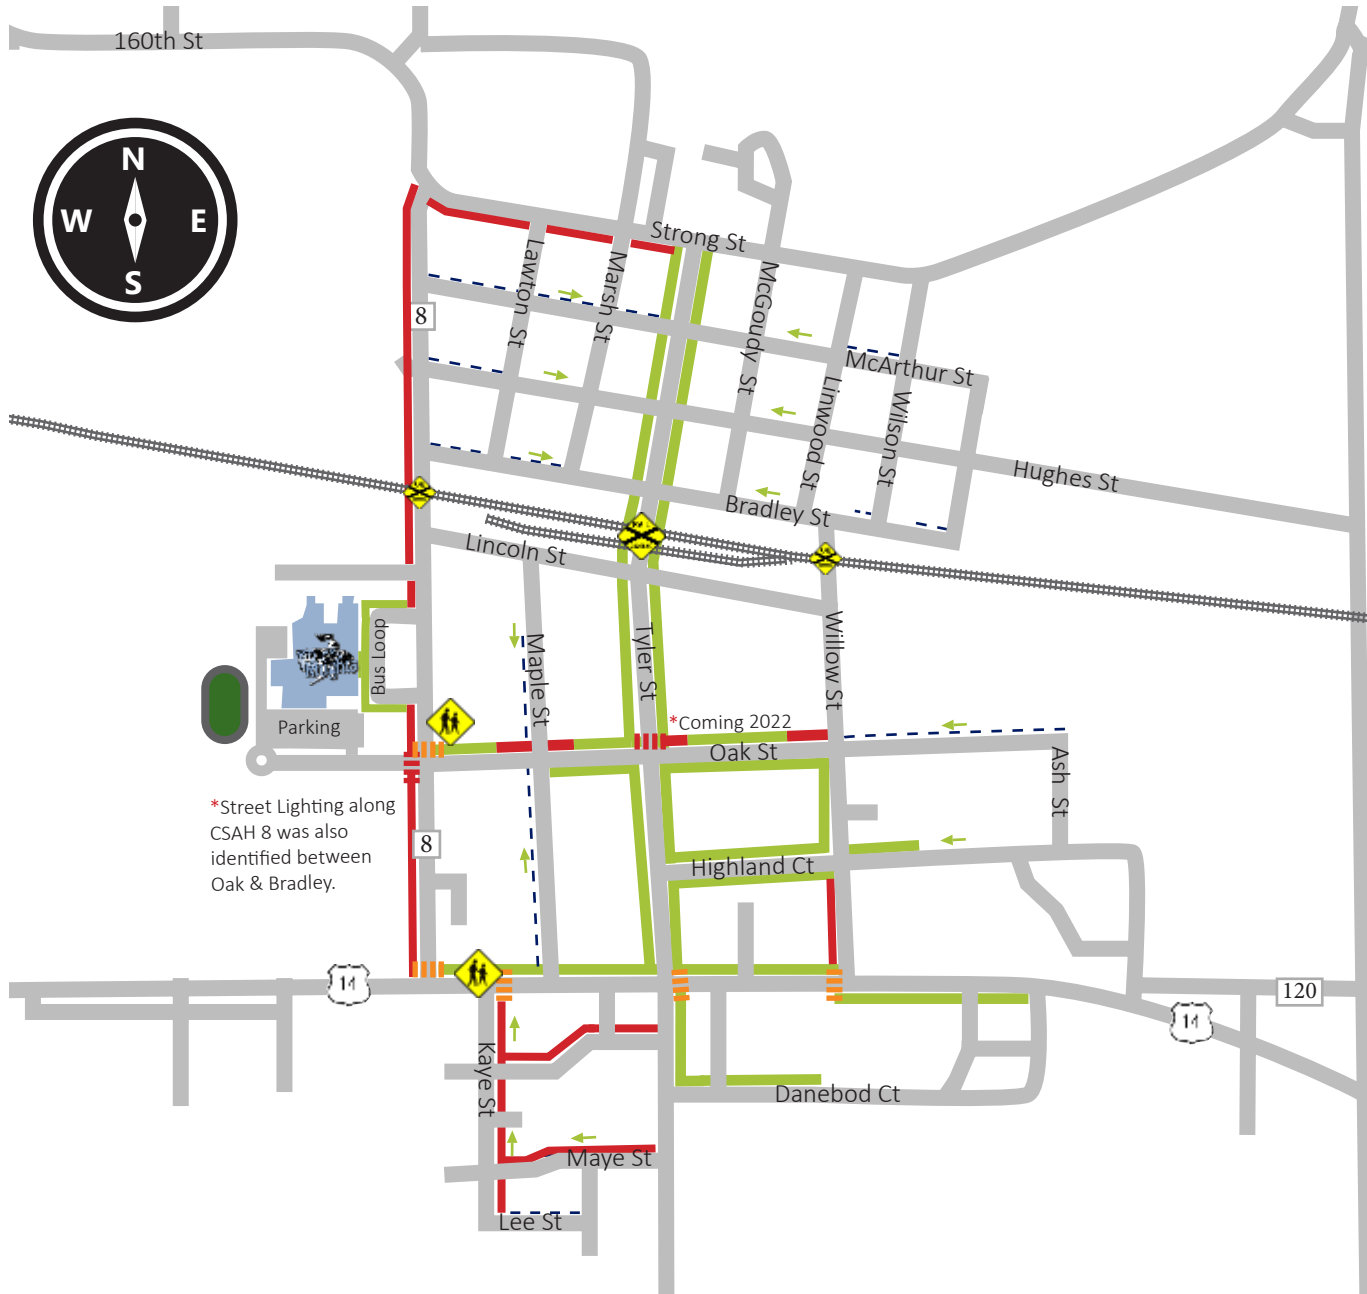 160th St
N
W
E
S
Strong St
Lawton St
Marsh St
McGoudy St
8
McArthur St
Linwood St
Wilson St
Hughes St
Bradley St
Lincoln St
Bus Loop
Maple St
Tyler St
Willow St
Parking
*Coming 2022
Oak St
Ash St
*Street Lighting along
CSAH 8 was also
identified between
Oak & Bradley.
8
Highland Ct
14
120
14
Kaye St
Danebod Ct
Maye St
Lee St